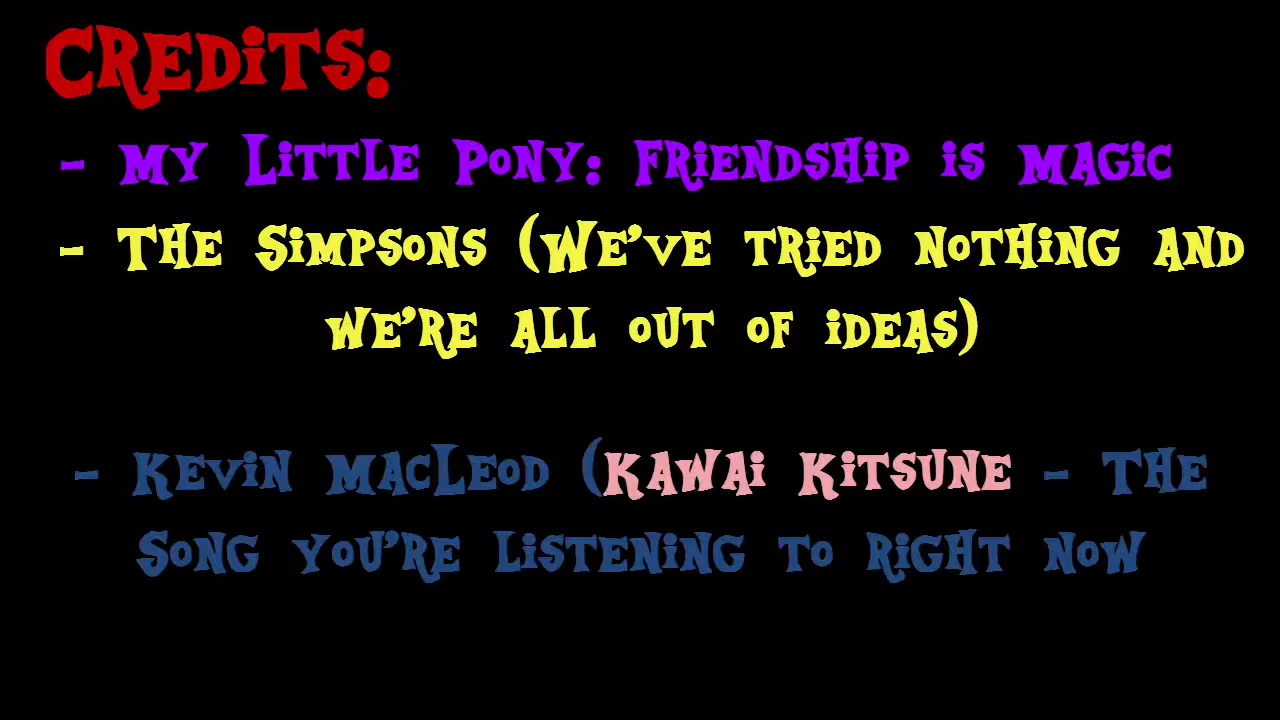 CREDITS:
- My Little Pony: Friendship is Magic
- The Simpsons (We've tried nothing and
we're all out of ideas)
- Kevin MacLeod (Kawai Kitsune - The
song you're listening to right now